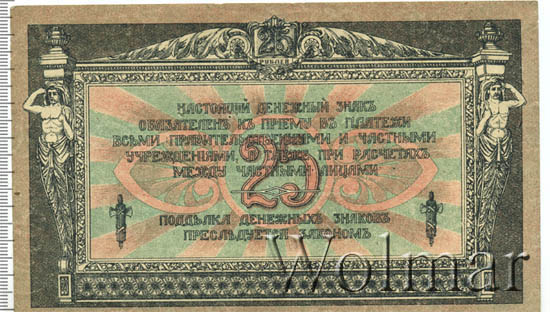 25
РУБЛЕЙ
НАСТОЯЩІЙ ДЕНЕЖНЫЙ ЗНАКЪ
ОБЯЗАТЕЛЕНЪ КЪ ПРІЕМУ ВЪ ПЛАТЕЖИ
ВСѢМИ ПРАВИТЕЛЬСТВЕННЫМИ И ЧАСТНЫМИ
УЧРЕЖДЕНІЯМИ, ТАКЖЕ ПРИ РАСЧЕТАХЪ
МЕЖДУ ЧАСТНЫМИ ЛИЦАМИ
25
ПОДДѢЛКА ДЕНЕЖНЫХЪ ЗНАКОВЪ
ПРЕСЛѢДУЕТСЯ ЗАКОНОМЪ
Wolmar